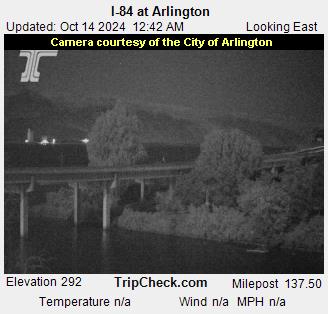 I-84 at Arlington
Updated: Oct 14 2024 12:42 AM Looking East
Camera courtesy of the City of Arlington
Elevation 292 TripCheck.com Milepost 137.50
Temperature n/a Wind n/a MPH n/a